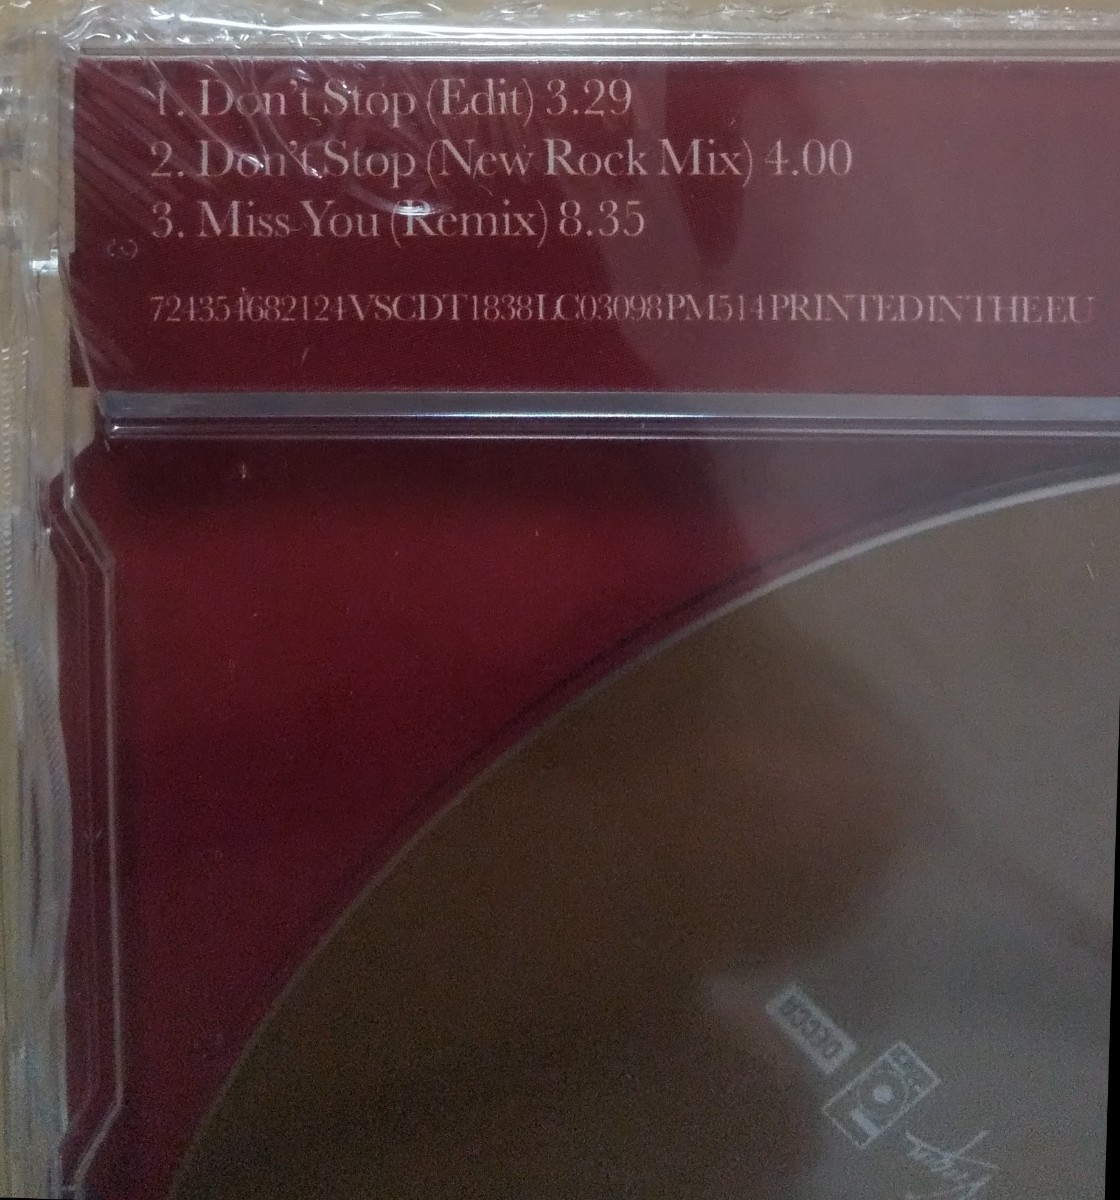 1. Don't Stop (Edit) 3.29
2. Don't Stop (New Rock Mix) 4.00
3. Miss You (Remix) 8.35
724354682124VSCDT1838LC03098PM514PRINTEDINTHEEU
3
DECCA